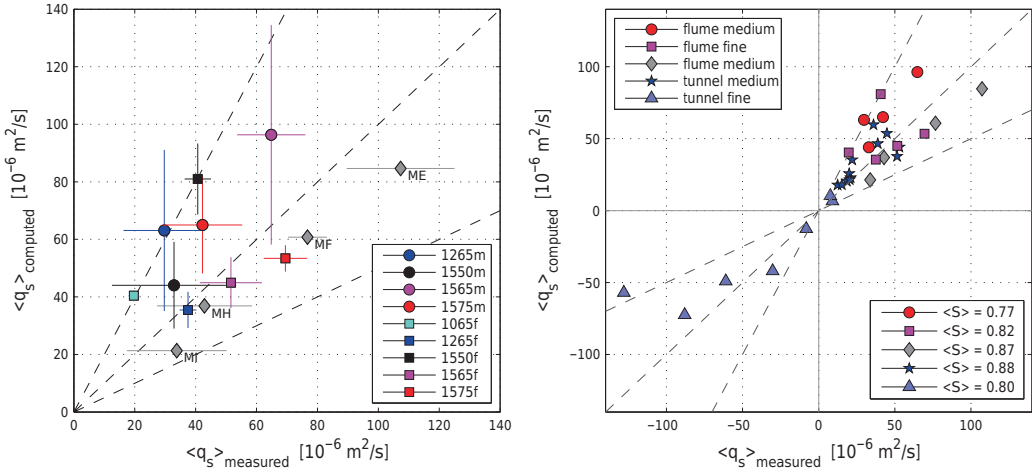 140
120
100
80
60
40
20
0
0
20
40
60
80
100
120
140
<q_s>_computed [10^−6 m^2/s]
<q_s>_measured [10^−6 m^2/s]
ME
MF
MH
MI
1265m
1550m
1565m
1575m
1065f
1265f
1550f
1565f
1575f
100
50
0
−50
−100
−100
−50
0
50
100
<q_s>_computed [10^−6 m^2/s]
<q_s>_measured [10^−6 m^2/s]
flume medium
flume fine
flume medium
tunnel medium
tunnel fine
<S> = 0.77
<S> = 0.82
<S> = 0.87
<S> = 0.88
<S> = 0.80